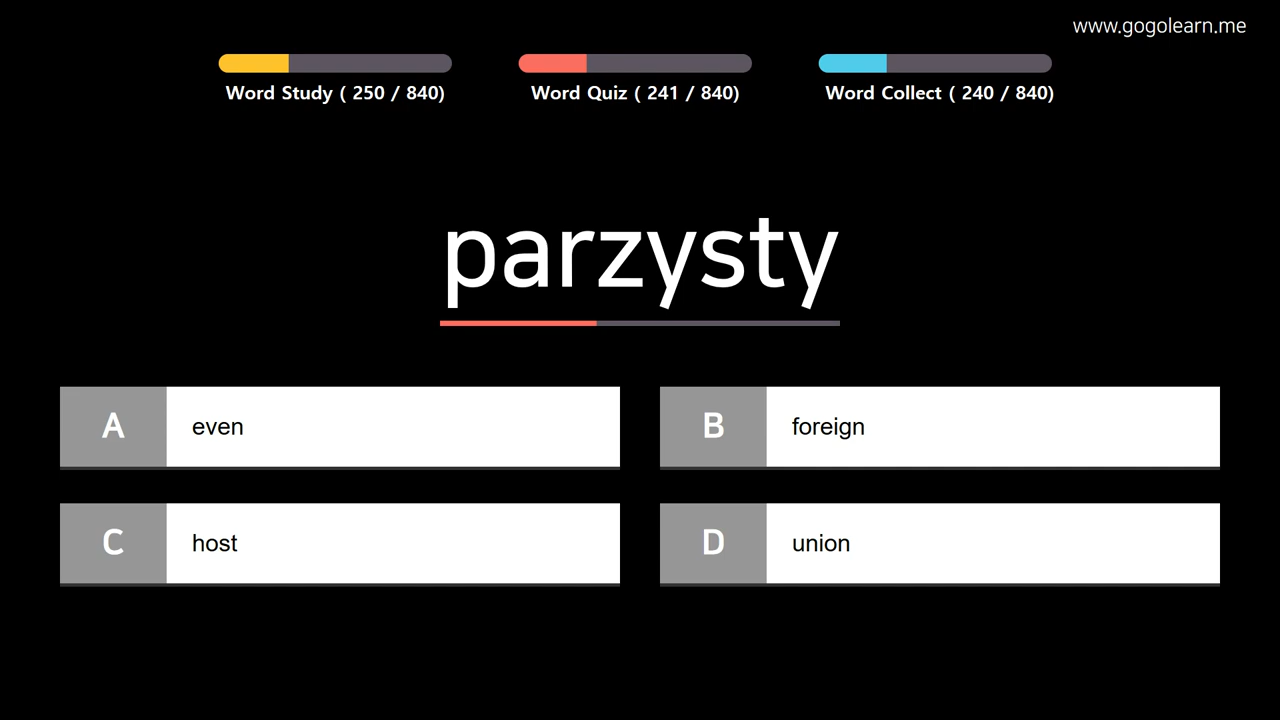 www.gogolearn.me
Word Study ( 250 / 840)
Word Quiz ( 241 / 840)
Word Collect ( 240 / 840)
parzysty
A even
B foreign
C host
D union